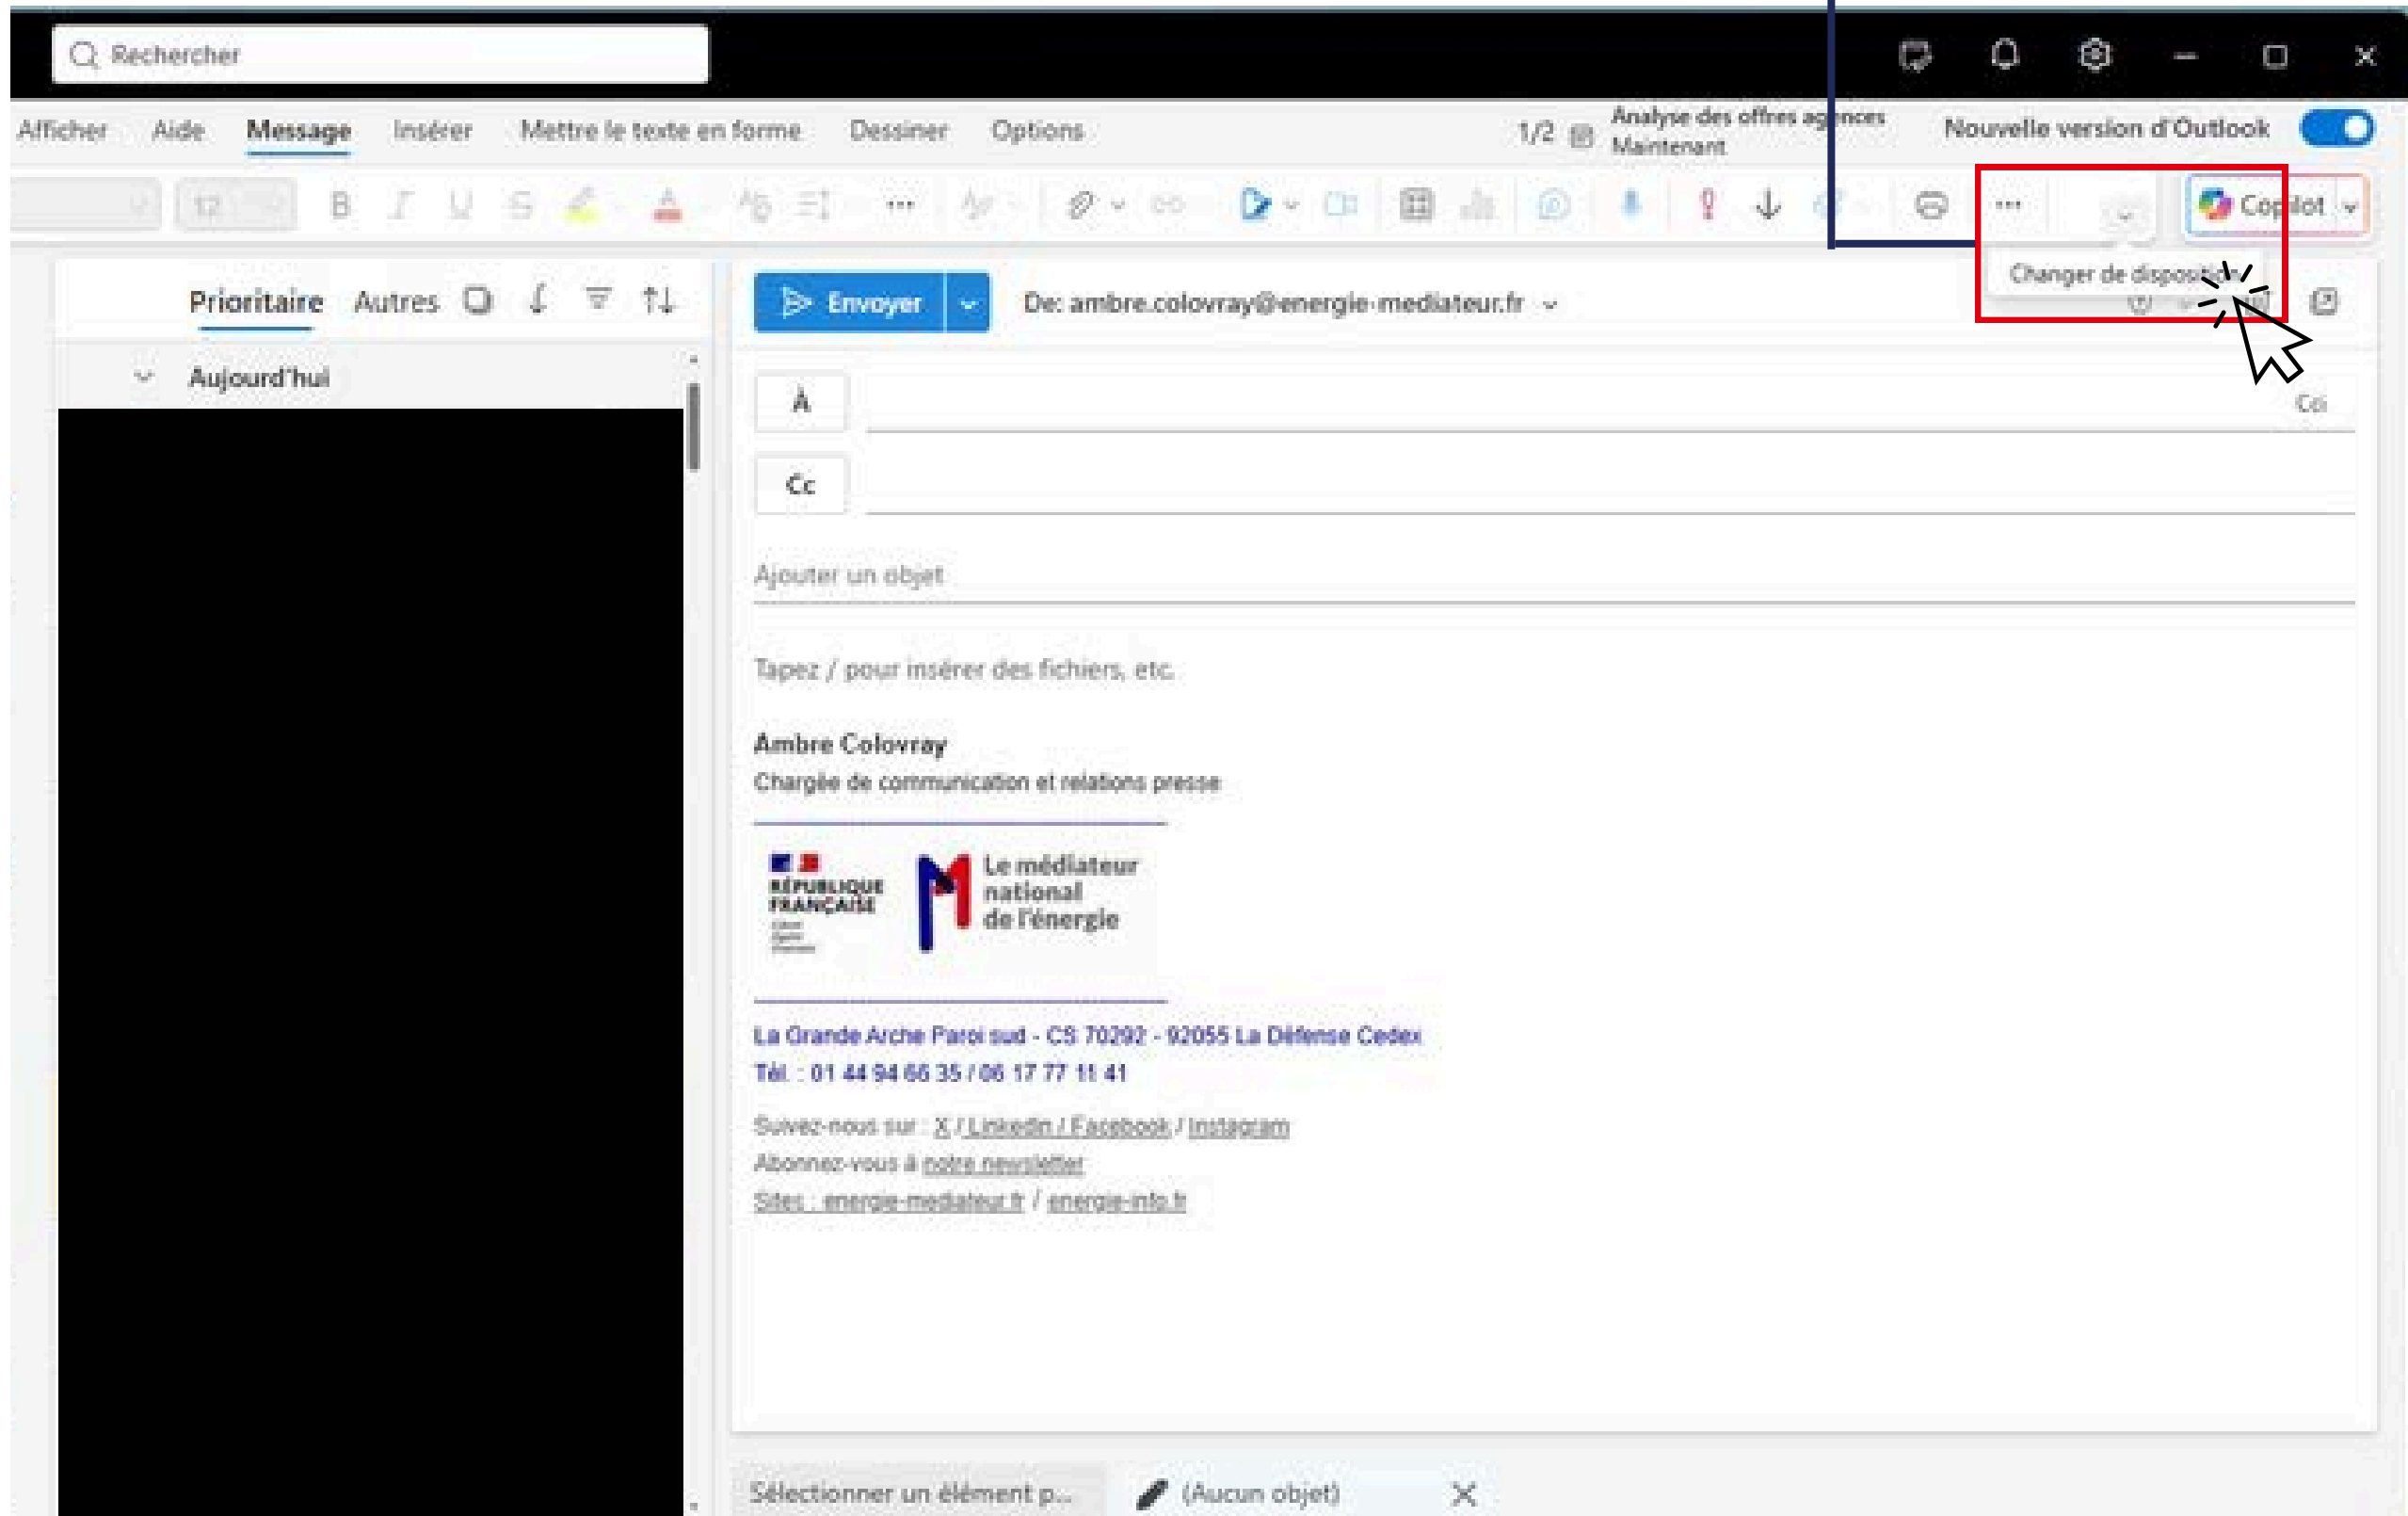 Rechercher
Afficher Aide Message Insérer Mettre le texte en forme Dessiner Options
1/2 Analyse des offres agences
Maintenant
Nouvelle version d'Outlook
12
Copilot
Changer de disposition
Prioritaire Autres
Envoyer De: ambre.colovray@energie-mediateur.fr
Aujourd'hui
À
Cci
Cc
Ajouter un objet
Tapez / pour insérer des fichiers, etc.
Ambre Colovray
Chargée de communication et relations presse
RÉPUBLIQUE
FRANÇAISE
Le médiateur
national
de l'énergie
La Grande Arche Paroi sud - CS 70292 - 92055 La Défense Cedex
Tél. : 01 44 94 66 35 / 06 17 77 11 41
Suivez-nous sur : X / LinkedIn / Facebook / Instagram
Abonnez-vous à notre newsletter
Sites : energie-mediateur.fr / energie-info.fr
Sélectionner un élément p... (Aucun objet)